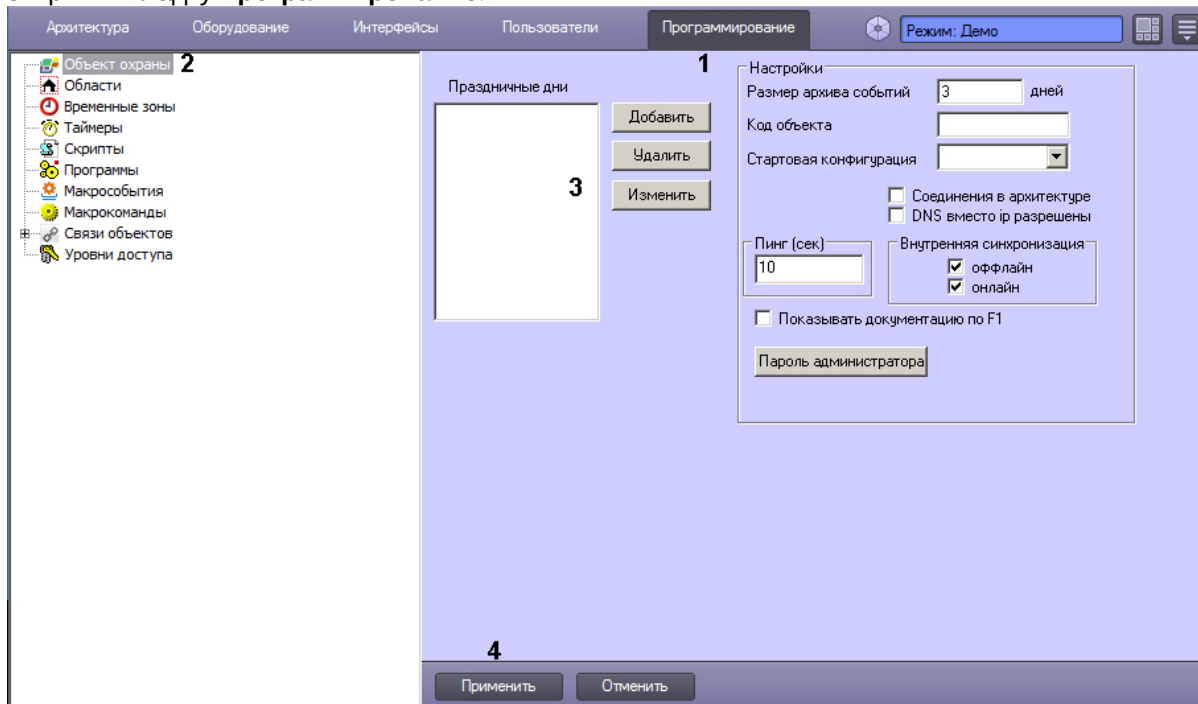 Архитектура
Оборудование
Интерфейсы
Пользователи
Программирование
Режим: Демо
1
Объект охраны
2
Области
Временные зоны
Таймеры
Скрипты
Программы
Макрособытия
Макрокоманды
Связи объектов
Уровни доступа
Праздничные дни
3
Добавить
Удалить
Изменить
Настройки
Размер архива событий 3 дней
Код объекта
Стартовая конфигурация
Соединения в архитектуре
DNS вместо ip разрешены
Пинг (сек)
10
Внутренняя синхронизация
оффлайн
онлайн
Показывать документацию по F1
Пароль администратора
4
Применить
Отменить